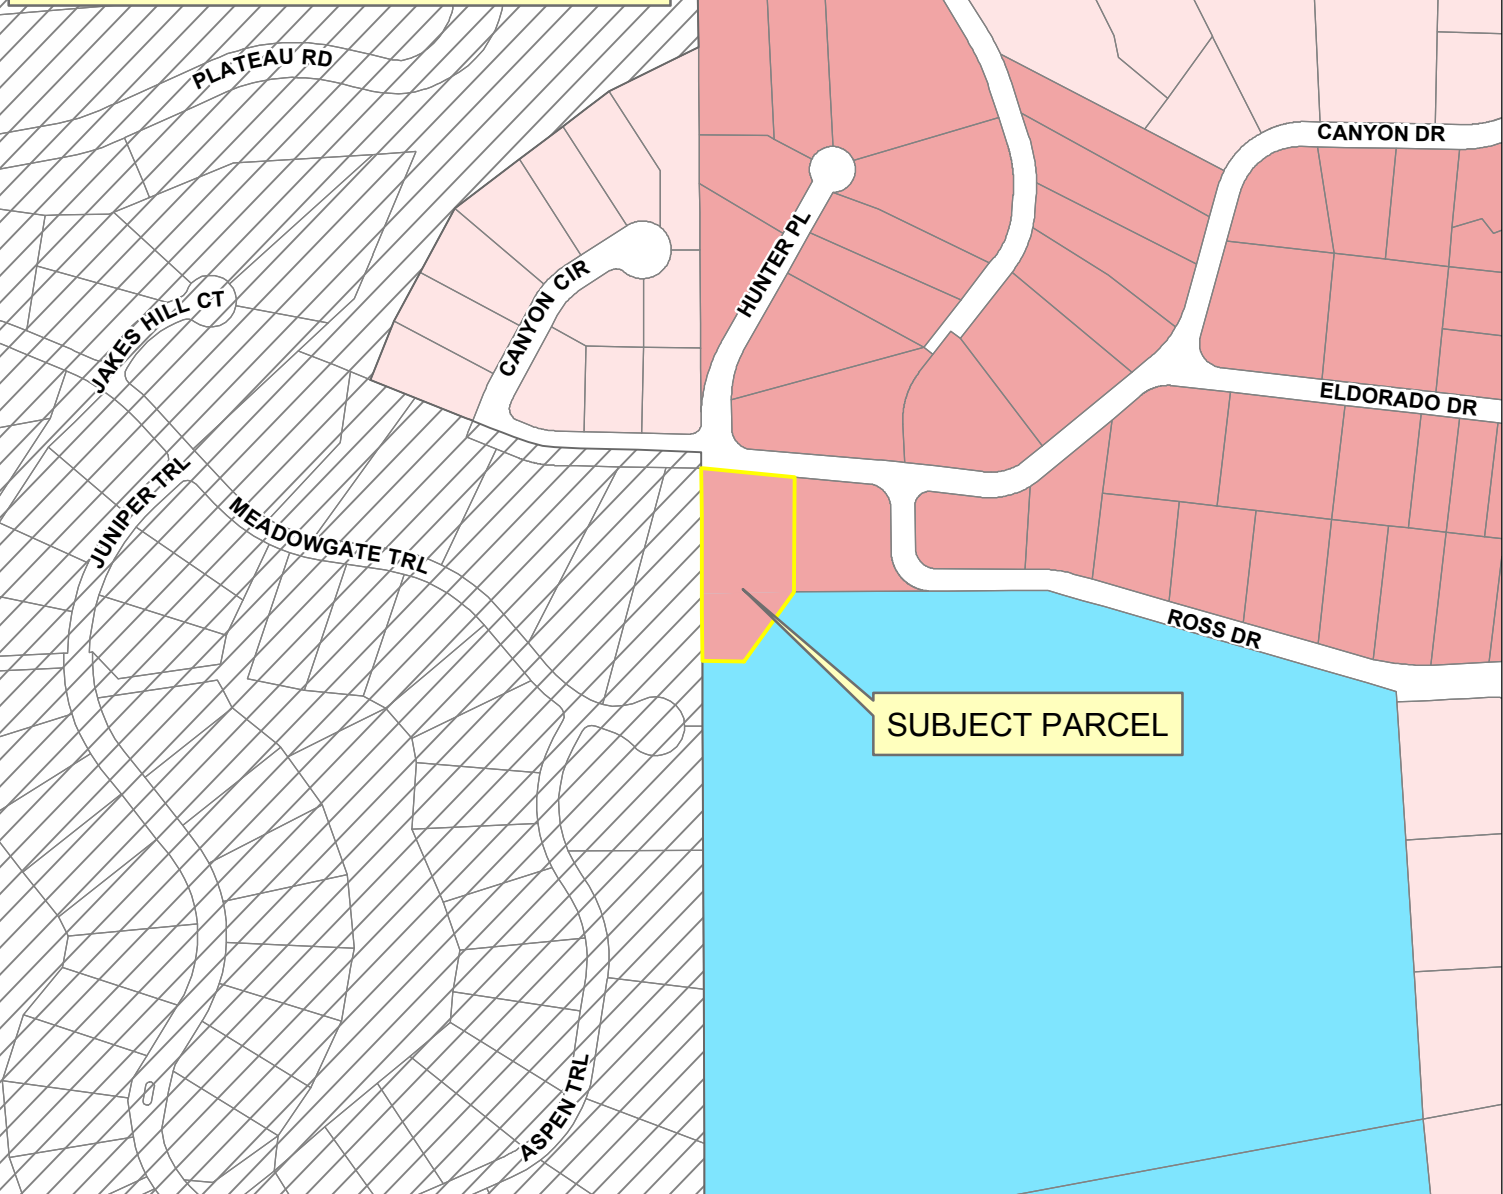 PLATEAU RD
CANYON DR
HUNTER PL
CANYON CIR
JAKES HILL CT
ELDORADO DR
JUNIPER TRL
MEADOWGATE TRL
ROSS DR
SUBJECT PARCEL
ASPEN TRL